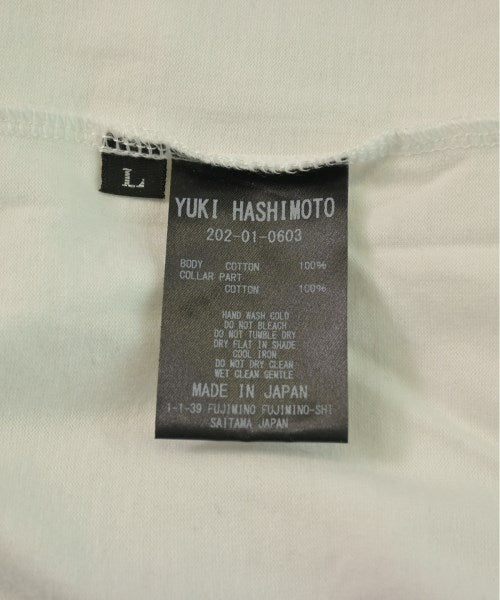 L
YUKI HASHIMOTO
202-01-0603
BODY COTTON 100%
COLLAR PART
COTTON 100%
HAND WASH COLD
DO NOT BLEACH
DO NOT TUMBLE DRY
DRY FLAT IN SHADE
COOL IRON
DO NOT DRY CLEAN
WET CLEAN GENTLE
MADE IN JAPAN
1-1-39 FUJIMINO FUJIMINO-SHI
SAITAMA JAPAN